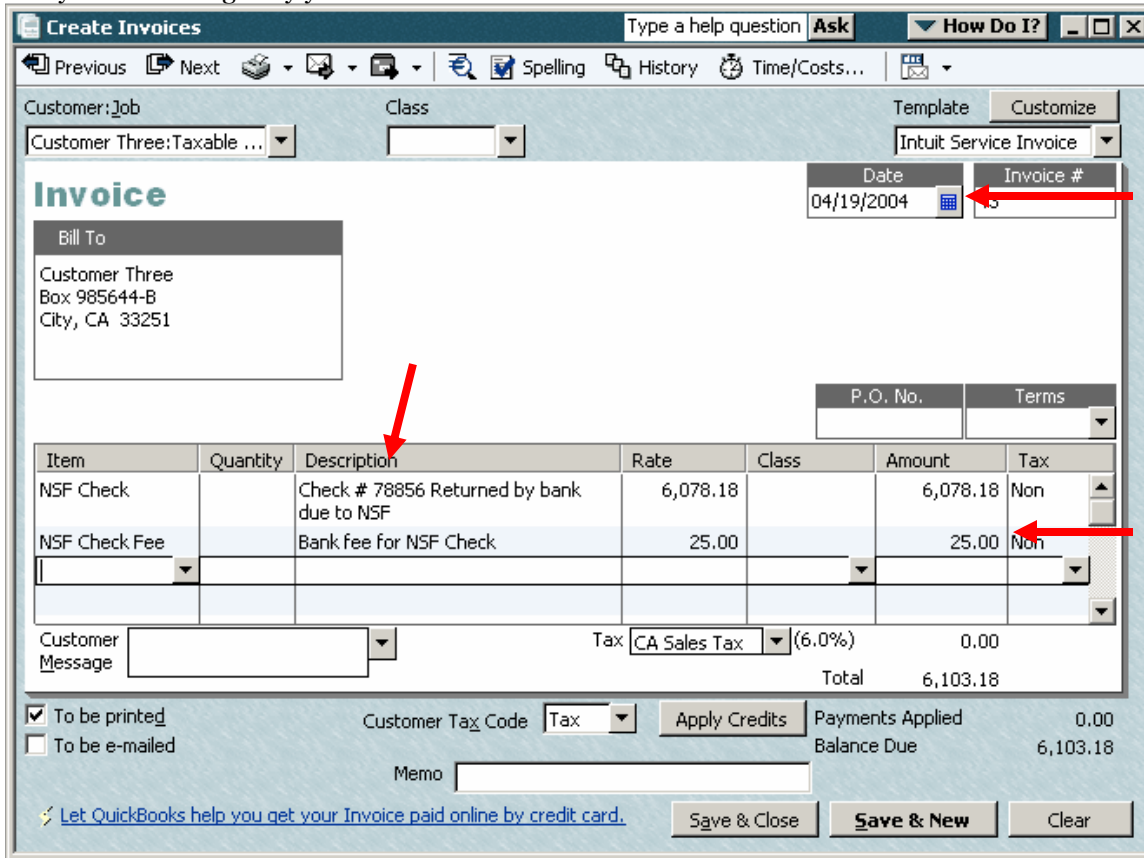 Create Invoices Type a help question Ask How Do I?
Previous Next Spelling History Time/Costs...
Customer:Job Class Template Customize
Customer Three:Taxable ... Intuit Service Invoice
Invoice
Date Invoice #
04/19/2004
Bill To
Customer Three
Box 985644-B
City, CA 33251
P.O. No. Terms
Item Quantity Description Rate Class Amount Tax
NSF Check Check # 78856 Returned by bank 6,078.18 6,078.18 Non
due to NSF
NSF Check Fee Bank fee for NSF Check 25.00 25.00 Non
Customer Tax CA Sales Tax (6.0%) 0.00
Message
Total 6,103.18
To be printed Customer Tax Code Tax Apply Credits Payments Applied 0.00
To be e-mailed Balance Due 6,103.18
Memo
Let QuickBooks help you get your Invoice paid online by credit card. Save & Close Save & New Clear